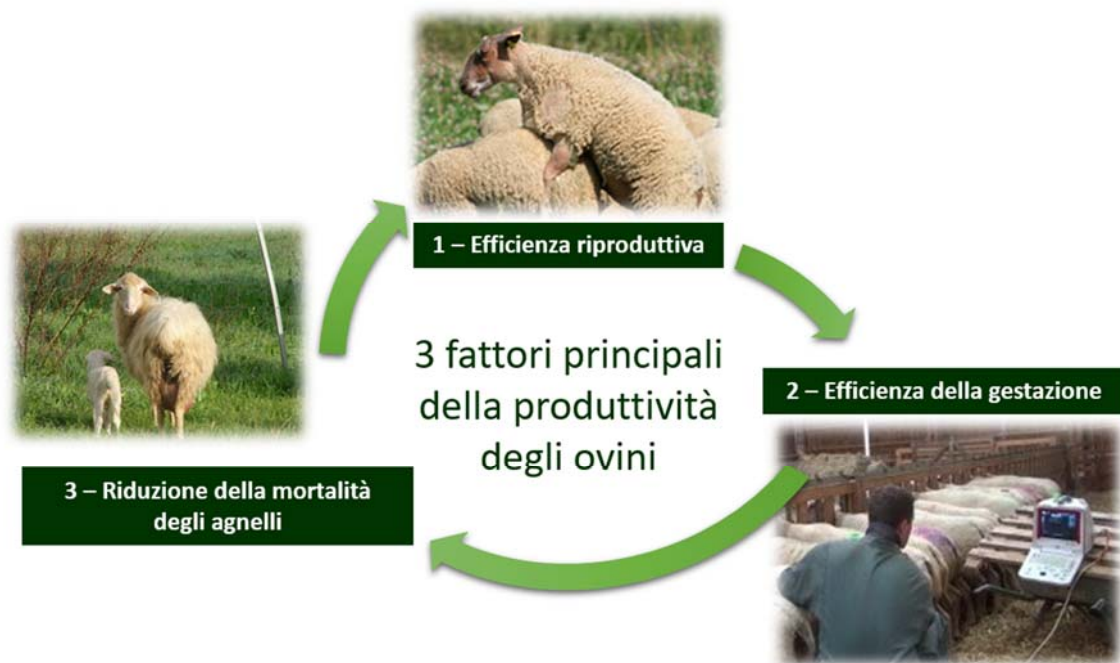 1 – Efficienza riproduttiva
3 fattori principali
della produttività
degli ovini
2 – Efficienza della gestazione
3 – Riduzione della mortalità
degli agnelli